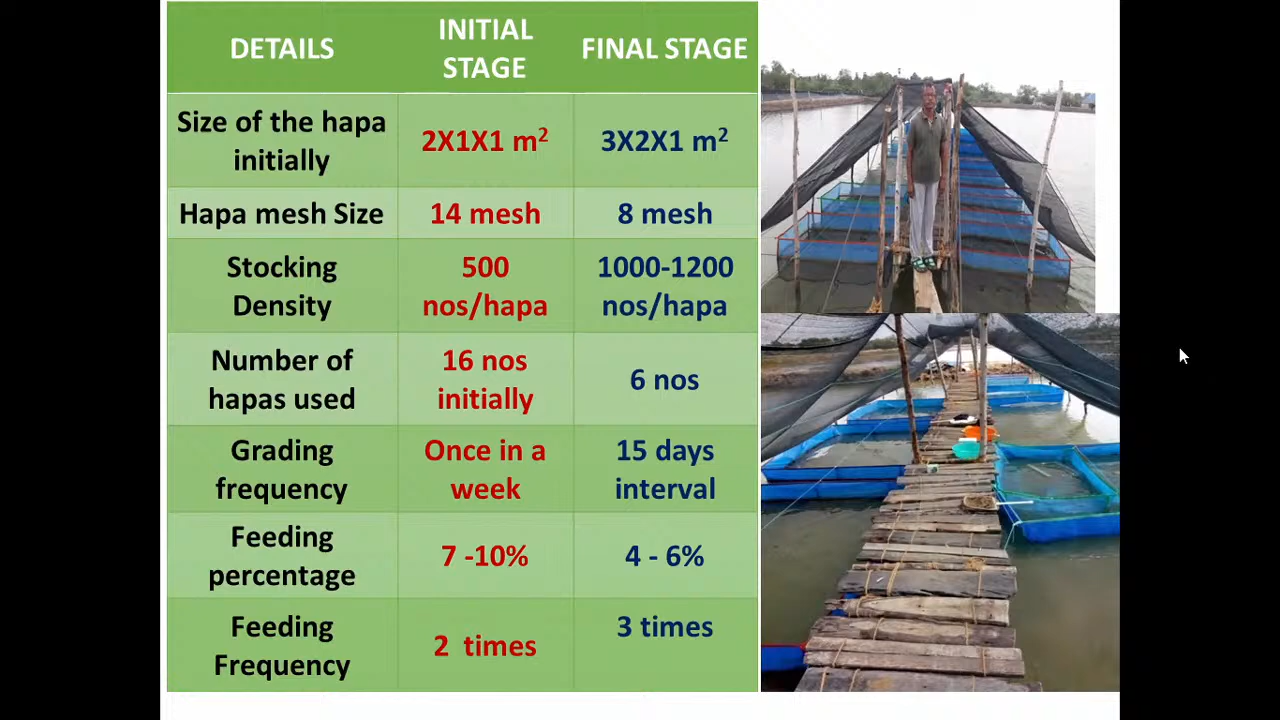 DETAILS
INITIAL
STAGE
FINAL STAGE
Size of the hapa
initially
2X1X1 m²
3X2X1 m²
Hapa mesh Size
14 mesh
8 mesh
Stocking
Density
500
nos/hapa
1000-1200
nos/hapa
Number of
hapas used
16 nos
initially
6 nos
Grading
frequency
Once in a
week
15 days
interval
Feeding
percentage
7 -10%
4 - 6%
Feeding
Frequency
2 times
3 times